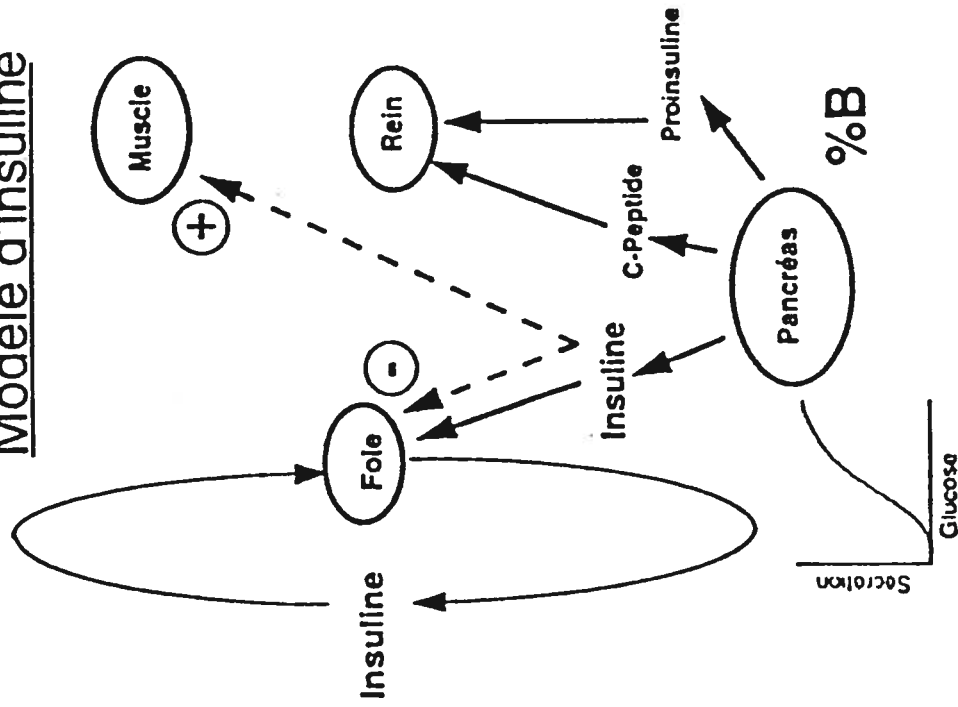 Modèle d'insuline
Muscle
+
Rein
Foie
-
Insuline
Insuline
C-Peptide
Proinsuline
Pancréas
%B
Sécrétion
Glucose